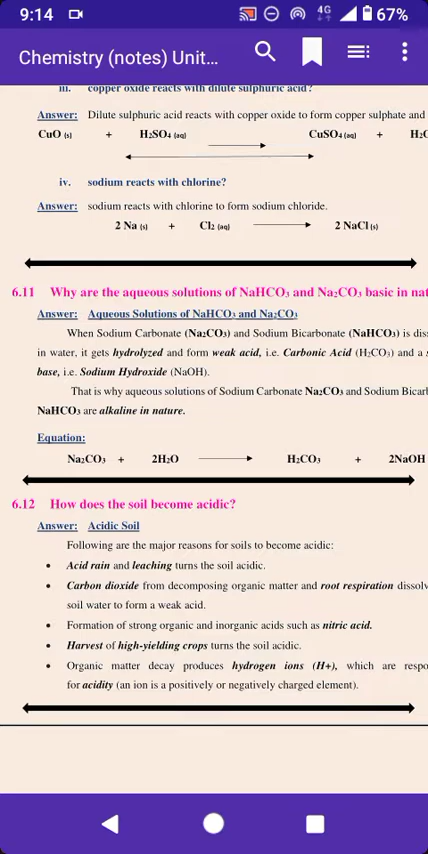 9:14 4G 67%
Chemistry (notes) Unit...
iii. copper oxide reacts with dilute sulphuric acid?
Answer: Dilute sulphuric acid reacts with copper oxide to form copper sulphate and
CuO (s) + H₂SO₄ (aq) CuSO₄ (aq) +
iv. sodium reacts with chlorine?
Answer: sodium reacts with chlorine to form sodium chloride.
2 Na (s) + Cl₂ (aq) 2 NaCl (s)
6.11 Why are the aqueous solutions of NaHCO₃ and Na₂CO₃ basic in
Answer: Aqueous Solutions of NaHCO₃ and Na₂CO₃
When Sodium Carbonate (Na₂CO₃) and Sodium Bicarbonate (NaHCO₃) is
in water, it gets hydrolyzed and form weak acid, i.e. Carbonic Acid (H₂CO₃) and a
base, i.e. Sodium Hydroxide (NaOH).
That is why aqueous solutions of Sodium Carbonate Na₂CO₃ and Sodium
NaHCO₃ are alkaline in nature.
Equation:
Na₂CO₃ + 2H₂O H₂CO₃ + 2NaOH
6.12 How does the soil become acidic?
Answer: Acidic Soil
Following are the major reasons for soils to become acidic:
• Acid rain and leaching turns the soil acidic.
• Carbon dioxide from decomposing organic matter and root respiration
soil water to form a weak acid.
• Formation of strong organic and inorganic acids such as nitric acid.
• Harvest of high-yielding crops turns the soil acidic.
• Organic matter decay produces hydrogen ions (H+), which are
for acidity (an ion is a positively or negatively charged element).